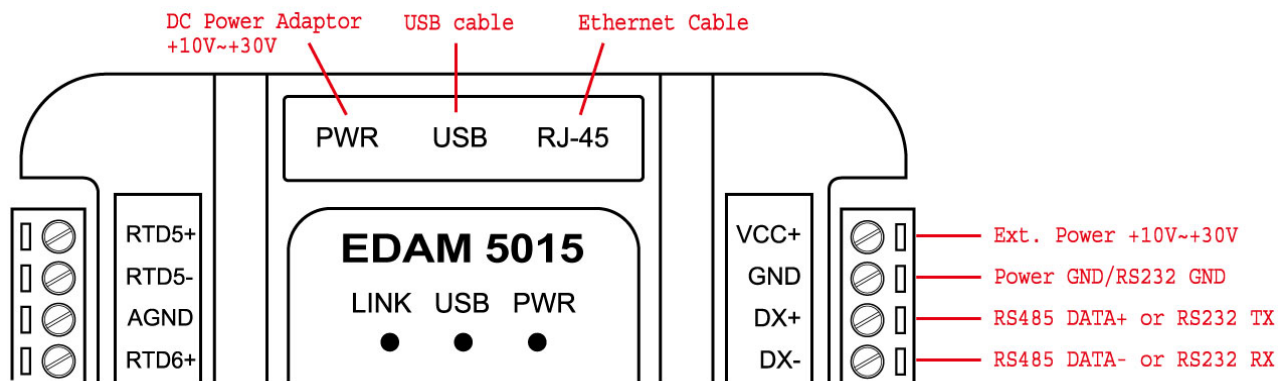 DC Power Adaptor
+10V~+30V
USB cable
Ethernet Cable
PWR USB RJ-45
RTD5+
RTD5-
AGND
RTD6+
EDAM 5015
LINK USB PWR
VCC+
GND
DX+
DX-
Ext. Power +10V~+30V
Power GND/RS232 GND
RS485 DATA+ or RS232 TX
RS485 DATA- or RS232 RX